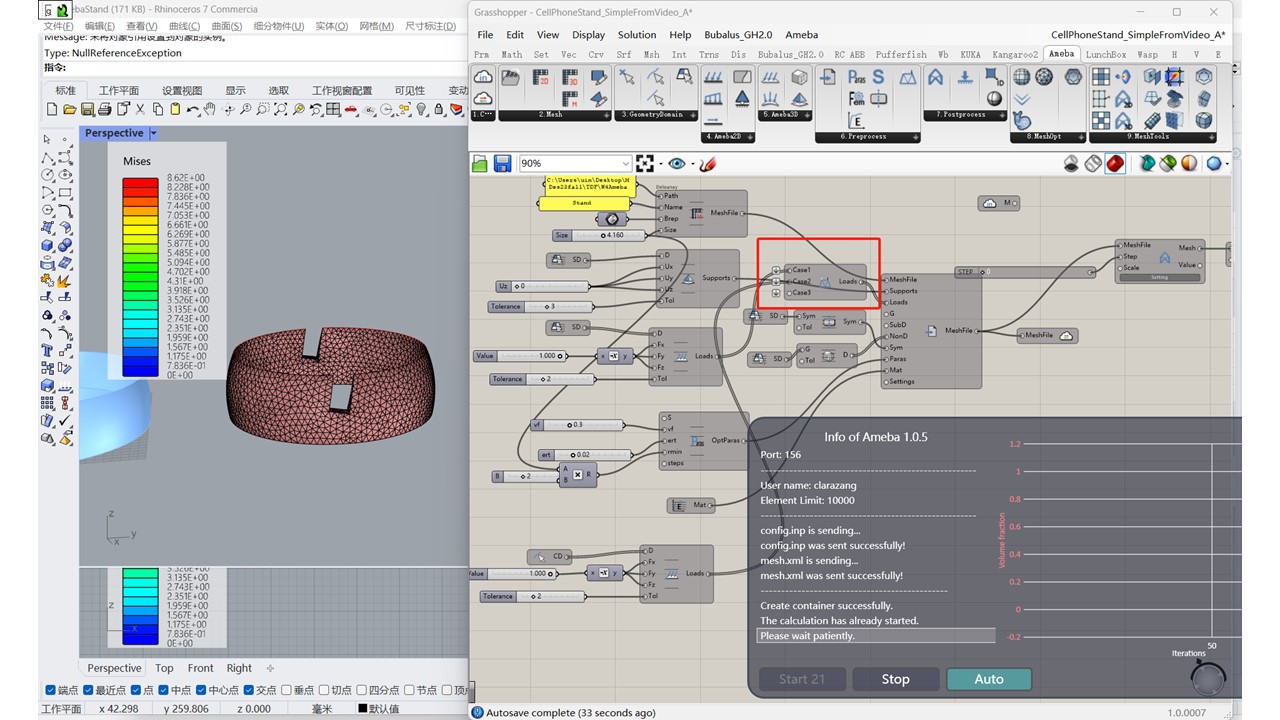 baStand (171 KB) - Rhinoceros 7 Commercia
文件(F) 编辑(E) 查看(V) 曲线(C) 曲面(S) 细分物件(U) 实体(O) 网格(M) 尺寸标注(D)
Message: 未将对象引用设置到对象的实例。
Type: NullReferenceException
指令:
标准 工作平面 设置视图 显示 选取 工作视窗配置 可见性 变动
Perspective
Mises
8.62E+00
8.228E+00
7.836E+00
7.445E+00
7.053E+00
6.661E+00
6.269E+00
5.877E+00
5.485E+00
5.094E+00
4.702E+00
4.31E+00
3.918E+00
3.526E+00
3.135E+00
2.743E+00
2.351E+00
1.959E+00
1.567E+00
1.175E+00
7.836E-01
0E+00
z
y
x
3.135E+00
2.743E+00
2.351E+00
1.959E+00
1.567E+00
1.175E+00
7.836E-01
0E+00
z
x
Perspective Top Front Right
端点 最近点 点 中点 中心点 交点 垂点 切点 四分点 节点 顶点
工作平面 x 42.298 y 259.806 z 0.000 毫米 默认值
Grasshopper - CellPhoneStand_SimpleFromVideo_A*
File Edit View Display Solution Help Bubalus_GH2.0 Ameba CellPhoneStand_SimpleFromVideo_A*
Prm Math Set Vec Crv Srf Msh Int Trns Dis Bubalus_GH2.0 RC ABB Pufferfish Wb KUKA Kangaroo2 Ameba LunchBox Wasp H V E
1.C··· 2.Mesh 3.GeometryDomain 4.Ameba2D 5.Ameba3D 6.Preprocess 7.Postprocess 8.MeshOpt 9.MeshTools
90%
C:\Users\uin\Desktop\M
Des23fall\TDF\W4Ameba
Stand
Size 4.160
Delaunay
Path
Name
Brep
Size
MeshFile
SD
Uz 0
Tolerance 3
D
Ux
Uy
Uz
Tol
Supports
SD
Value 1.000
x -X y
Tolerance 2
D
Fx
Fy
Fz
Tol
Loads
Case1
Case2
Case3
Loads
SD
Sym
Tol
Sym
SD
G
Tol
D
MeshFile
Supports
Loads
G
SubD
NonD
Sym
Paras
Mat
Settings
MeshFile
M
STEP 0
MeshFile
Step
Scale
Mesh
Value
Setting
MeshFile
vf 0.3
ert 0.02
B 2
A
B
R
S
vf
ert
rmin
steps
OptParas
Mat
CD
Value 1.000
x -X y
Tolerance 2
D
Fx
Fy
Fz
Tol
Loads
Info of Ameba 1.0.5
Port: 156
User name: clarazang
Element Limit: 10000
config.inp is sending...
config.inp was sent successfully!
mesh.xml is sending...
mesh.xml was sent successfully!
Create container successfully.
The calculation has already started.
Please wait patiently.
Start 21 Stop Auto
Volume fraction
1.2
1
0.8
0.6
0.4
0.2
0
-0.2
50
Iterations
Autosave complete (33 seconds ago) 1.0.0007